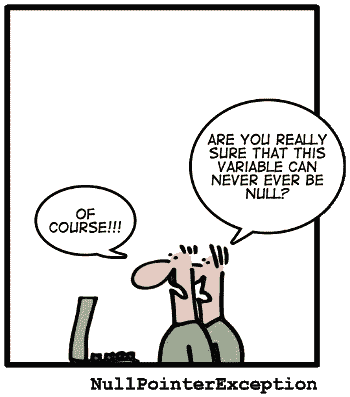 ARE YOU REALLY
SURE THAT THIS
VARIABLE CAN
NEVER EVER BE
NULL?
OF
COURSE!!!
NullPointerException